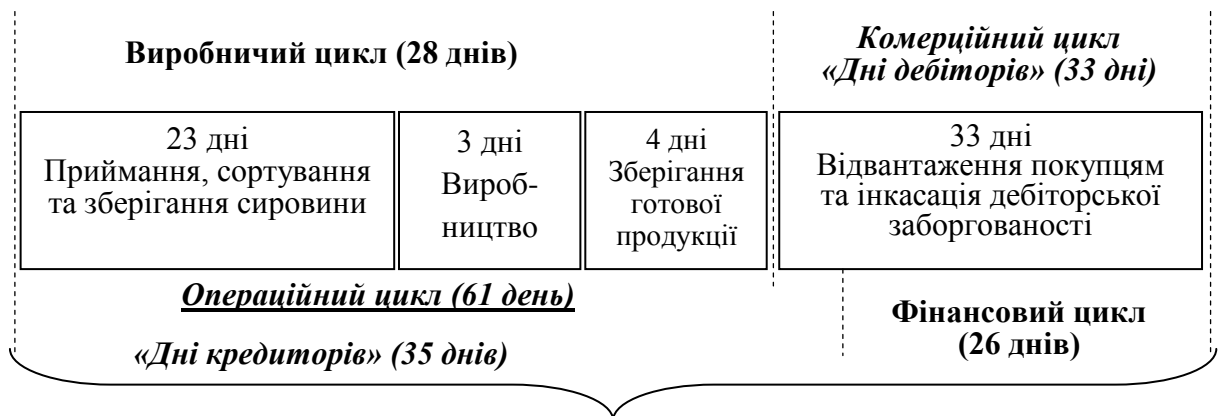 Виробничий цикл (28 днів)
Комерційний цикл
«Дні дебіторів» (33 дні)
23 дні
Приймання, сортування
та зберігання сировини
3 дні
Вироб-
ництво
4 дні
Зберігання
готової
продукції
33 дні
Відвантаження покупцям
та інкасація дебіторської
заборгованості
Операційний цикл (61 день)
«Дні кредиторів» (35 днів)
Фінансовий цикл
(26 днів)